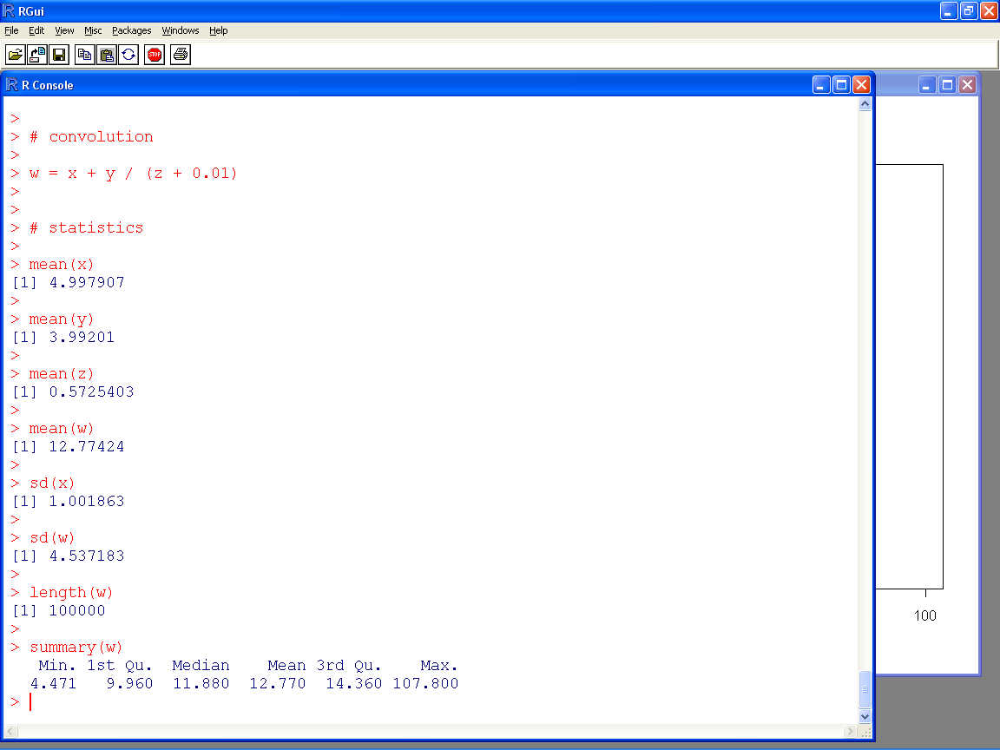 RGui
File Edit View Misc Packages Windows Help
STOP
R Console
>
> # convolution
>
> w = x + y / (z + 0.01)
>
>
> # statistics
>
> mean(x)
[1] 4.997907
>
> mean(y)
[1] 3.99201
>
> mean(z)
[1] 0.5725403
>
> mean(w)
[1] 12.77424
>
> sd(x)
[1] 1.001863
>
> sd(w)
[1] 4.537183
>
> length(w)
[1] 100000
>
> summary(w)
   Min. 1st Qu.  Median    Mean 3rd Qu.    Max.
  4.471   9.960  11.880  12.770  14.360 107.800
>
100